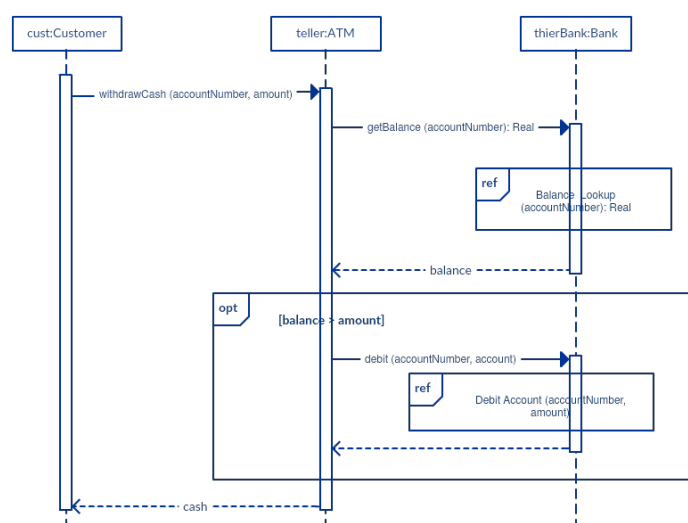 cust:Customer
teller:ATM
thierBank:Bank
withdrawCash (accountNumber, amount)
getBalance (accountNumber): Real
ref
Balance Lookup
(accountNumber): Real
balance
opt
[balance > amount]
debit (accountNumber, account)
ref
Debit Account (accountNumber,
amount)
cash